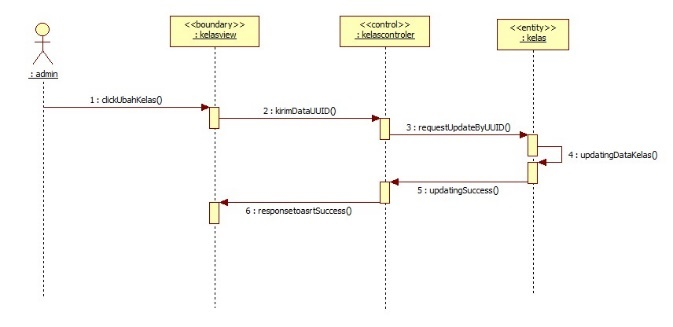 <<boundary>>
: kelasview
<<control>>
: kelascontroler
<<entity>>
: kelas
: admin
1 : clickUbahKelas()
2 : kirimDataUUID()
3 : requestUpdateByUUID()
4 : updatingDataKelas()
5 : updatingSuccess()
6 : responsetoasrtSuccess()